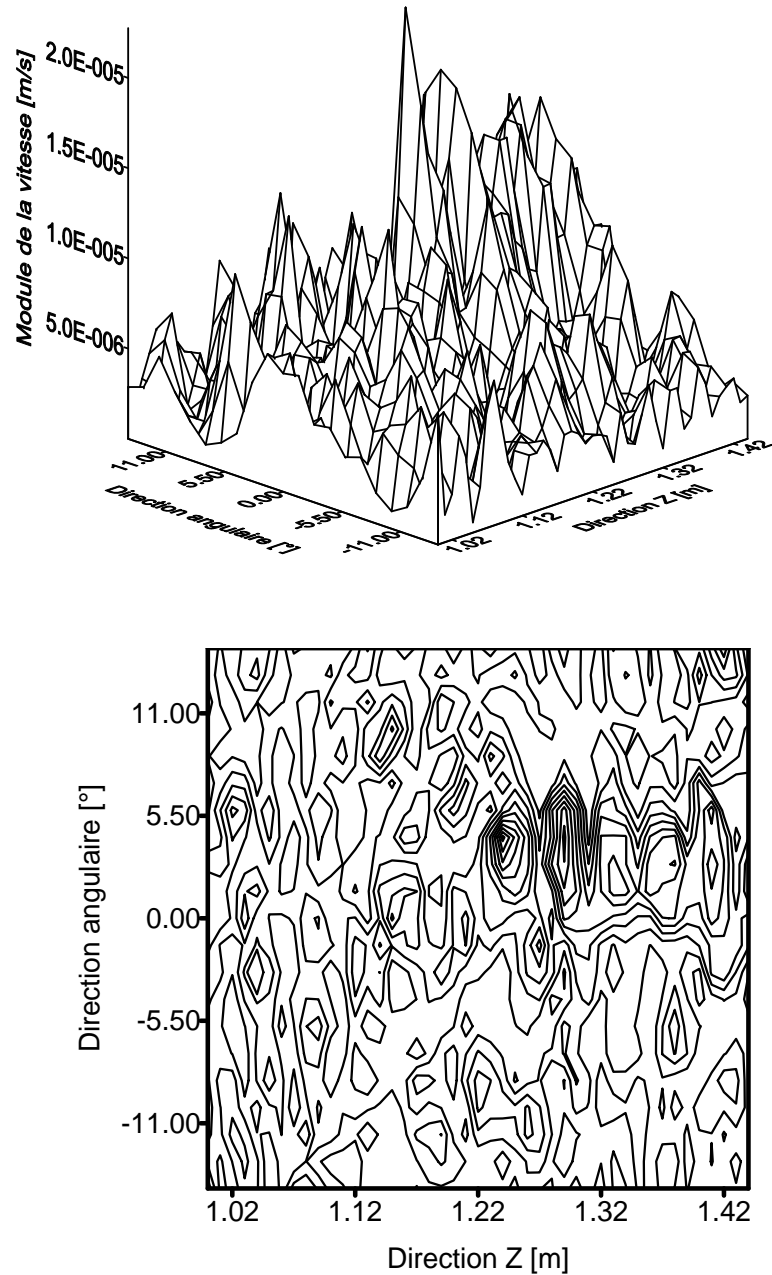 Module de la vitesse [m/s]
2.0E-005
1.5E-005
1.0E-005
5.0E-006
11.00
5.50
0.00
-5.50
-11.00
Direction angulaire [°]
1.02
1.12
1.22
1.32
1.42
Direction Z [m]
Direction angulaire [°]
11.00
5.50
0.00
-5.50
-11.00
1.02 1.12 1.22 1.32 1.42
Direction Z [m]